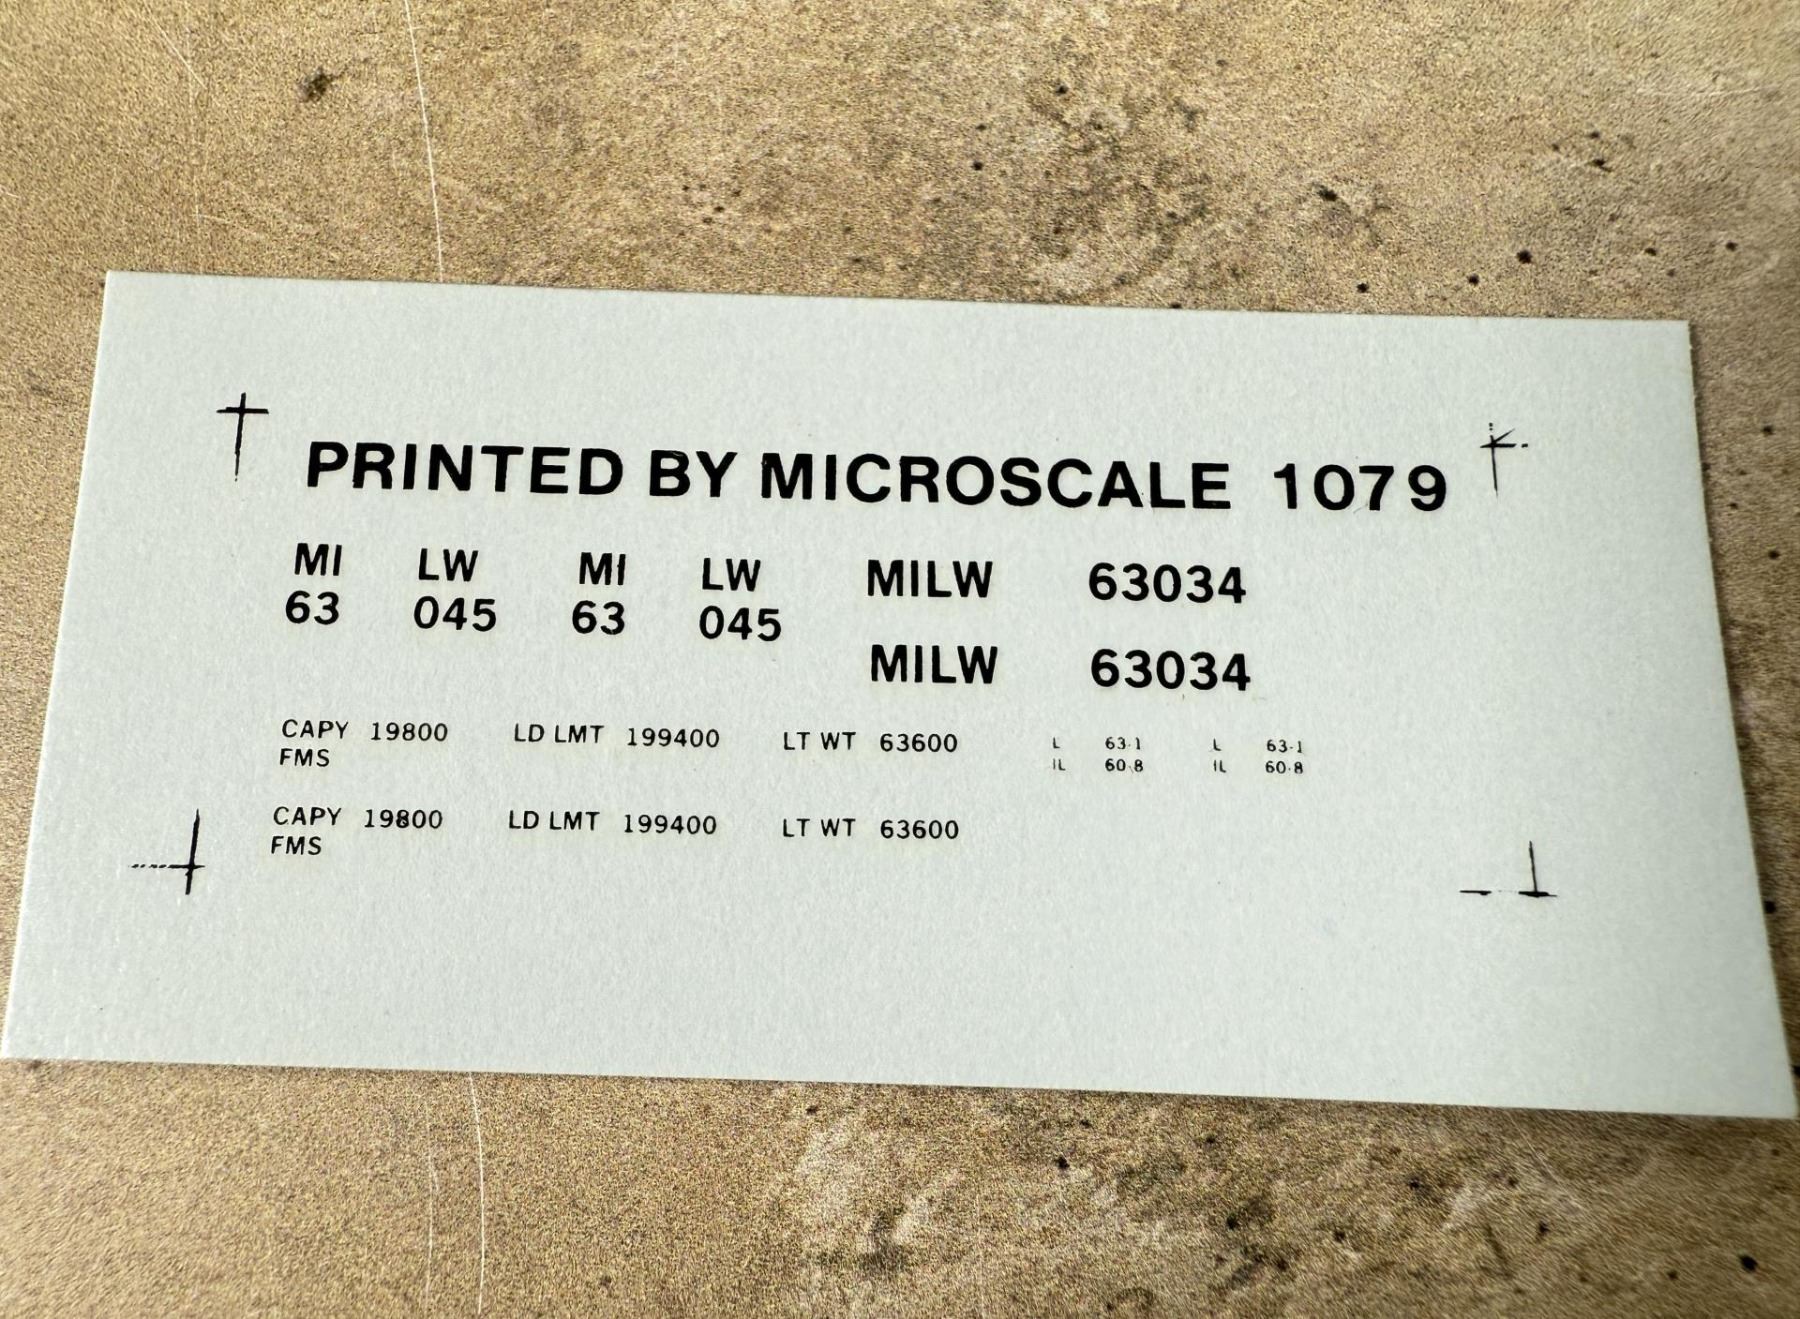 PRINTED BY MICROSCALE 1079
MI LW MI LW MILW 63034
63 045 63 045
MILW 63034
CAPY 19800 LD LMT 199400 LT WT 63600 L 63·1 L 63·1
FMS IL 60·8 IL 60·8
CAPY 19800 LD LMT 199400 LT WT 63600
FMS